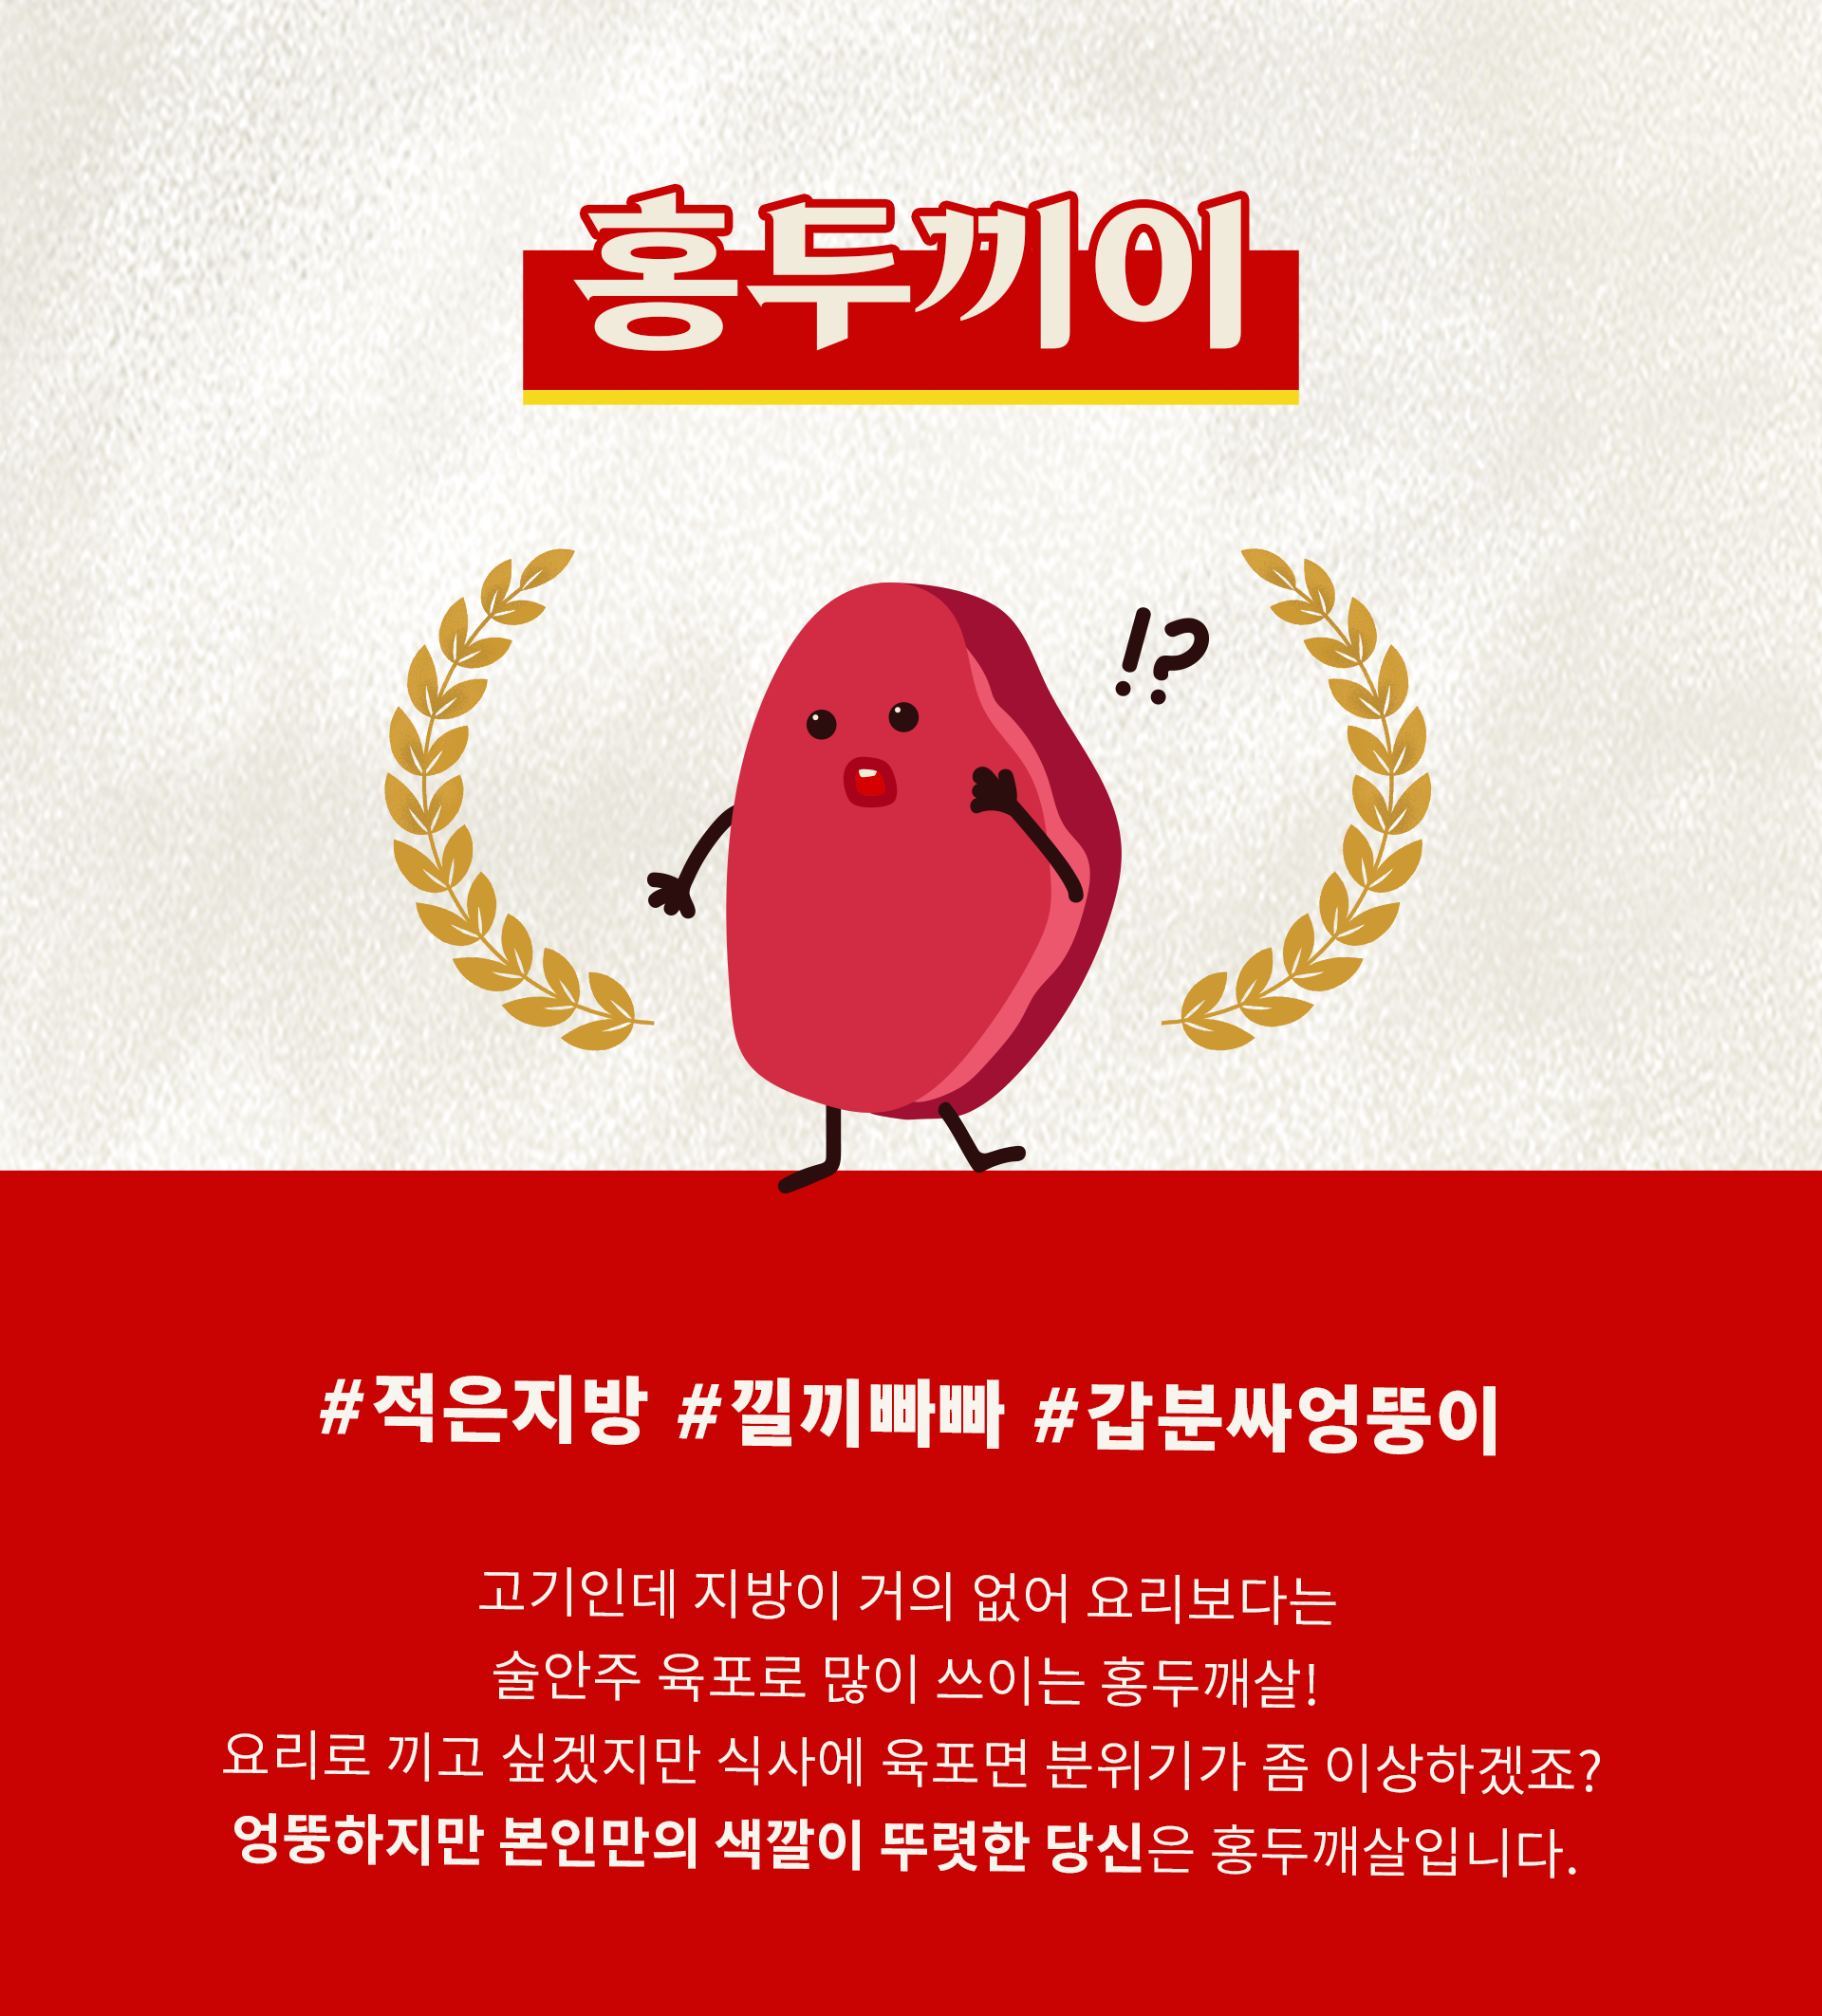 홍두끼이
!?
#적은지방 #낄끼빠빠 #갑분싸엉뚱이
고기인데 지방이 거의 없어 요리보다는
술안주 육포로 많이 쓰이는 홍두깨살!
요리로 끼고 싶겠지만 식사에 육포면 분위기가 좀 이상하겠죠?
엉뚱하지만 본인만의 색깔이 뚜렷한 당신은 홍두깨살입니다.